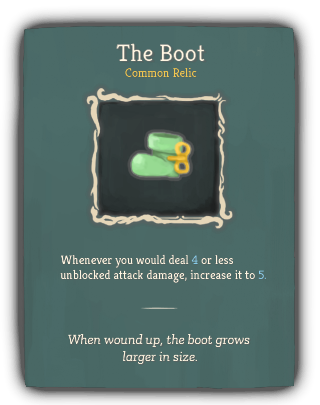 The Boot
Common Relic
Whenever you would deal 4 or less
unblocked attack damage, increase it to 5.
When wound up, the boot grows
larger in size.